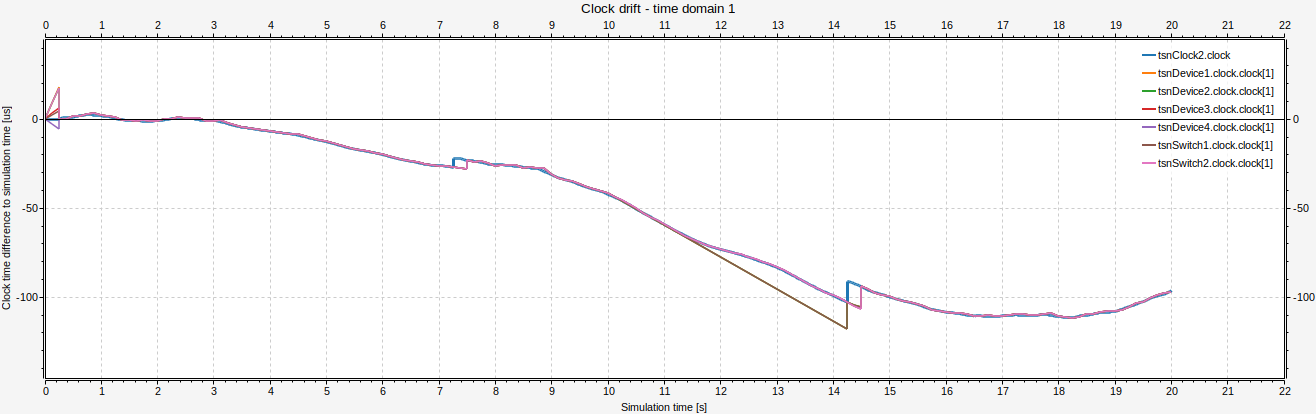 Clock drift - time domain 1
0 1 2 3 4 5 6 7 8 9 10 11 12 13 14 15 16 17 18 19 20 21 22
tsnClock2.clock
tsnDevice1.clock.clock[1]
tsnDevice2.clock.clock[1]
tsnDevice3.clock.clock[1]
tsnDevice4.clock.clock[1]
tsnSwitch1.clock.clock[1]
tsnSwitch2.clock.clock[1]
Clock time difference to simulation time [us]
0 0
-50 -50
-100 -100
0 1 2 3 4 5 6 7 8 9 10 11 12 13 14 15 16 17 18 19 20 21 22
Simulation time [s]